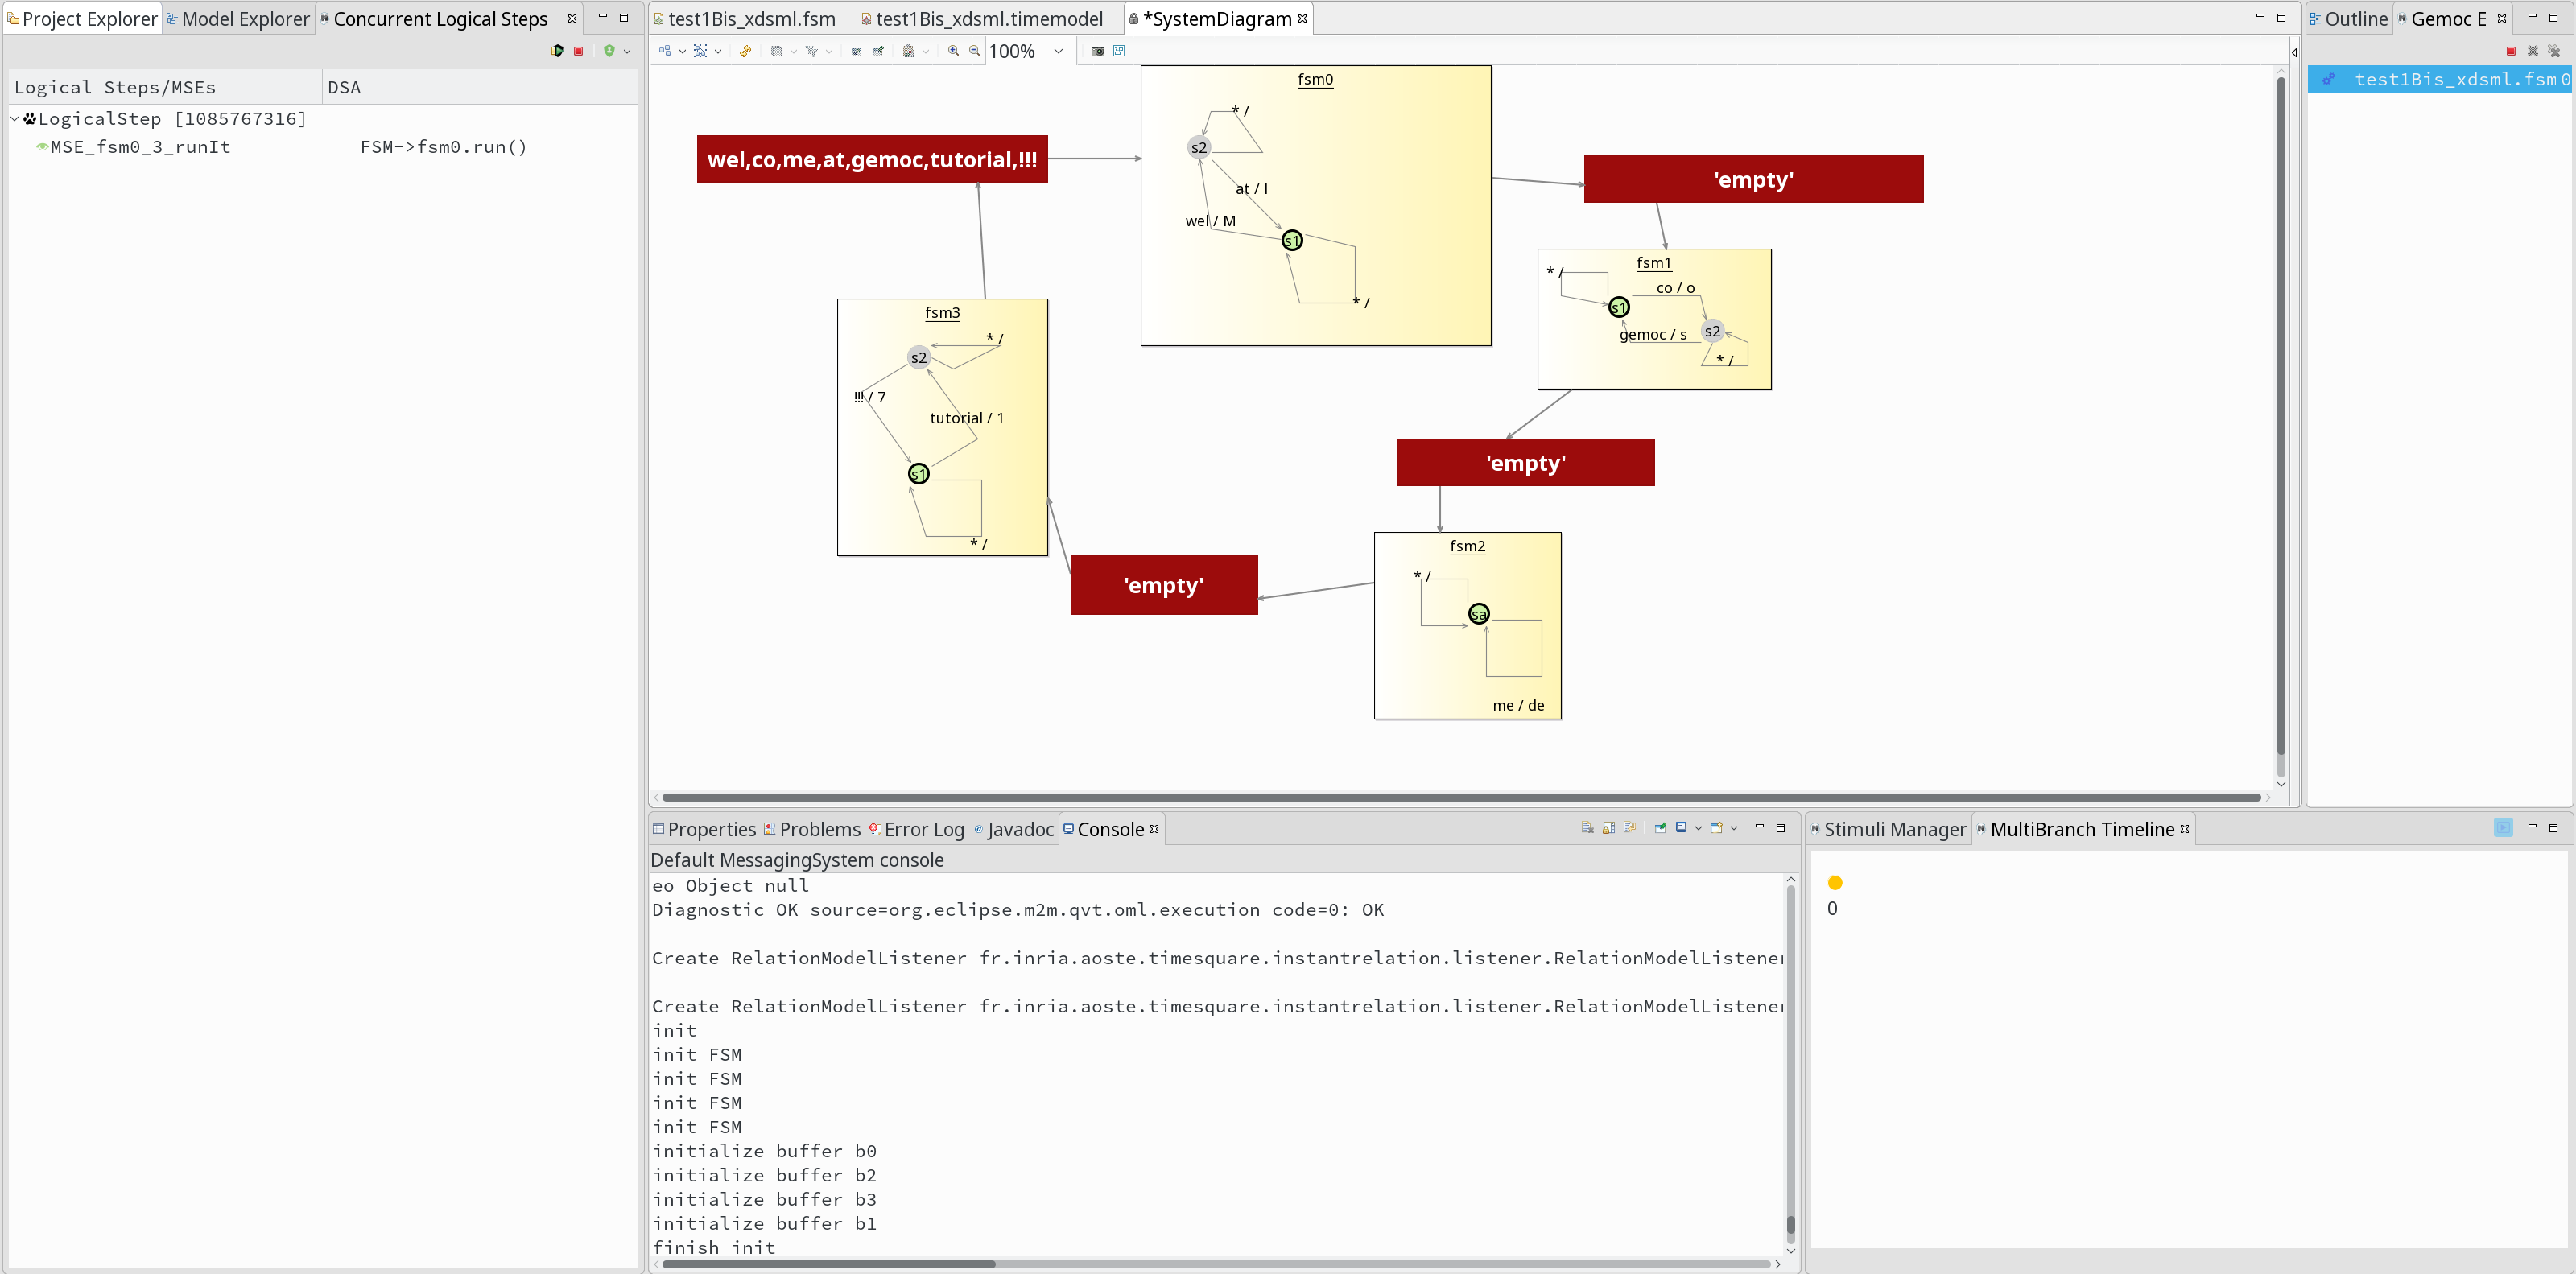 Project Explorer Model Explorer Concurrent Logical Steps
Logical Steps/MSEs DSA
LogicalStep [1085767316]
MSE_fsm0_3_runIt FSM->fsm0.run()
test1Bis_xdsml.fsm test1Bis_xdsml.timemodel *SystemDiagram
100%
fsm0
* /
s2
at / l
wel / M
s1
* /
wel,co,me,at,gemoc,tutorial,!!!
'empty'
fsm1
* /
co / o
s1
s2
gemoc / s
* /
fsm3
* /
s2
!!! / 7
tutorial / 1
s1
* /
'empty'
fsm2
* /
sa
me / de
'empty'
Outline Gemoc E
test1Bis_xdsml.fsm 0
Properties Problems Error Log Javadoc Console
Default MessagingSystem console
eo Object null
Diagnostic OK source=org.eclipse.m2m.qvt.oml.execution code=0: OK
Create RelationModelListener fr.inria.aoste.timesquare.instantrelation.listener.RelationModelListener
Create RelationModelListener fr.inria.aoste.timesquare.instantrelation.listener.RelationModelListener
init
init FSM
init FSM
init FSM
init FSM
initialize buffer b0
initialize buffer b2
initialize buffer b3
initialize buffer b1
finish init
Stimuli Manager MultiBranch Timeline
0